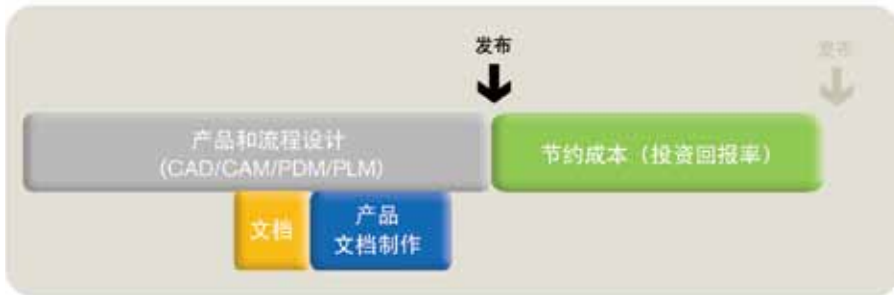 发布
发布
产品和流程设计
(CAD/CAM/PDM/PLM)
节约成本（投资回报率）
文档
产品
文档制作